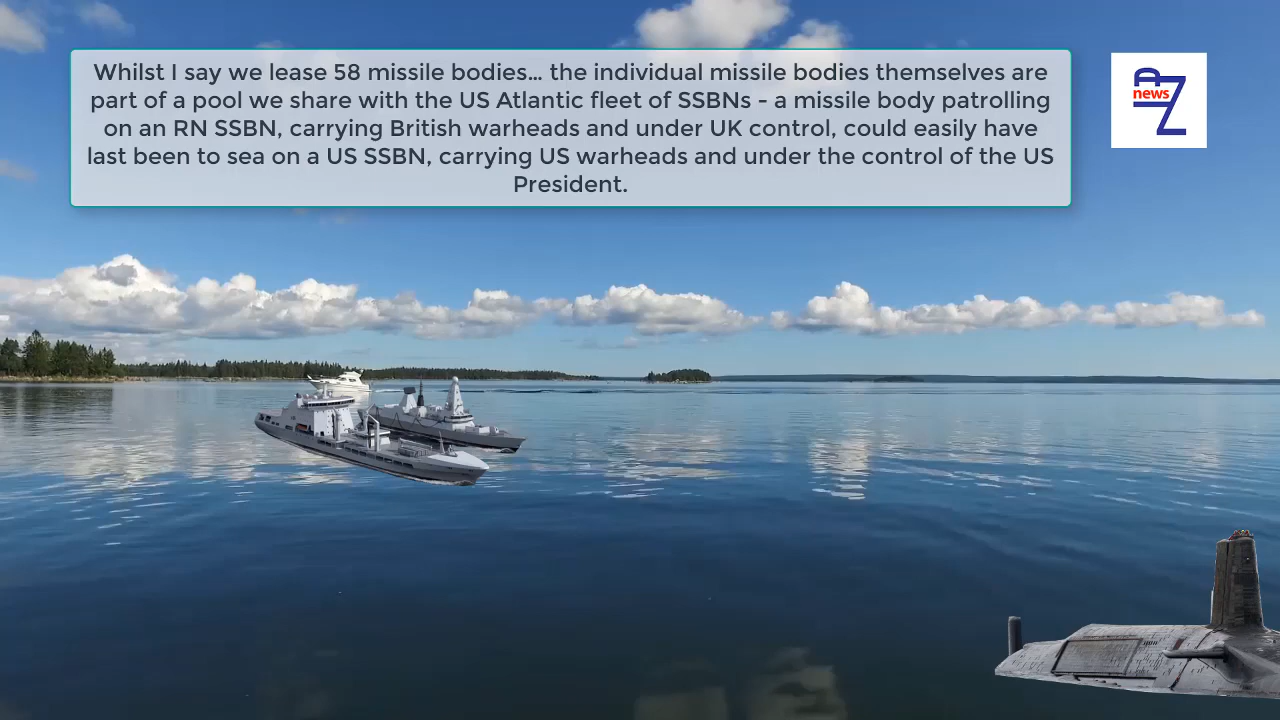 Whilst I say we lease 58 missile bodies... the individual missile bodies themselves are
part of a pool we share with the US Atlantic fleet of SSBNs - a missile body patrolling
on an RN SSBN, carrying British warheads and under UK control, could easily have
last been to sea on a US SSBN, carrying US warheads and under the control of the US
President.
AZ
news